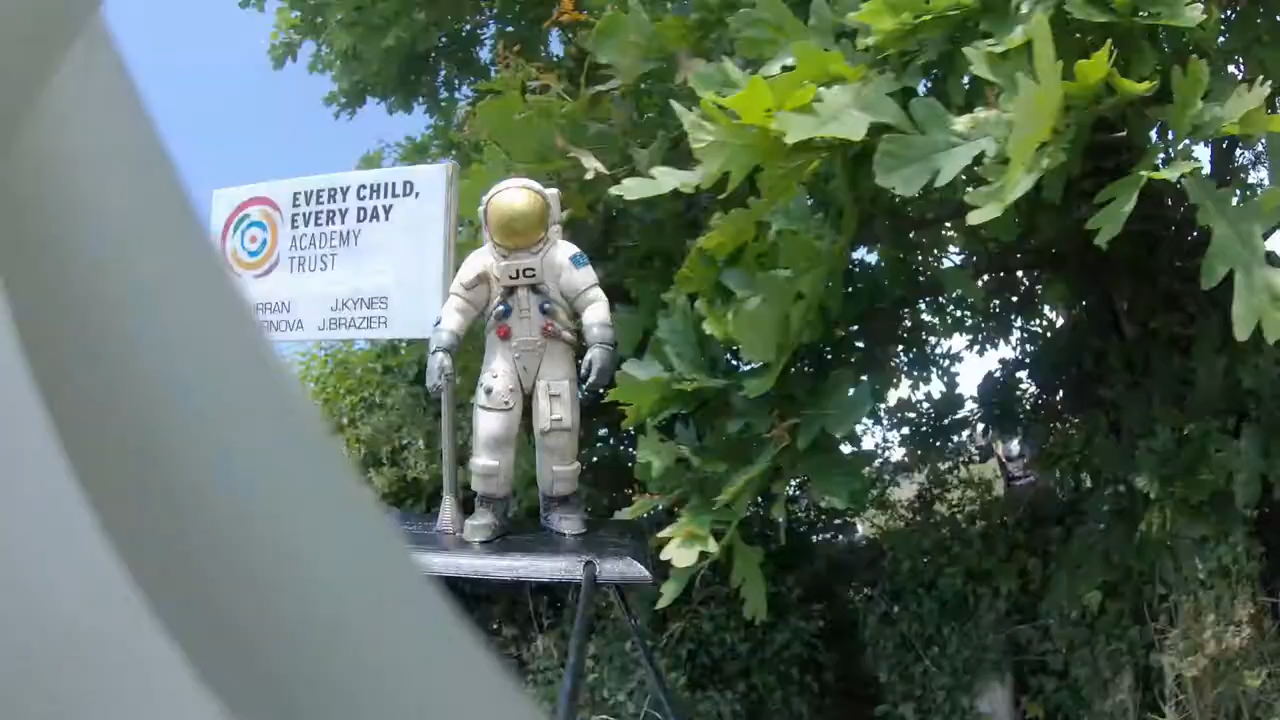 EVERY CHILD,
EVERY DAY
ACADEMY
TRUST
J.KYNES
J.BRAZIER
JC